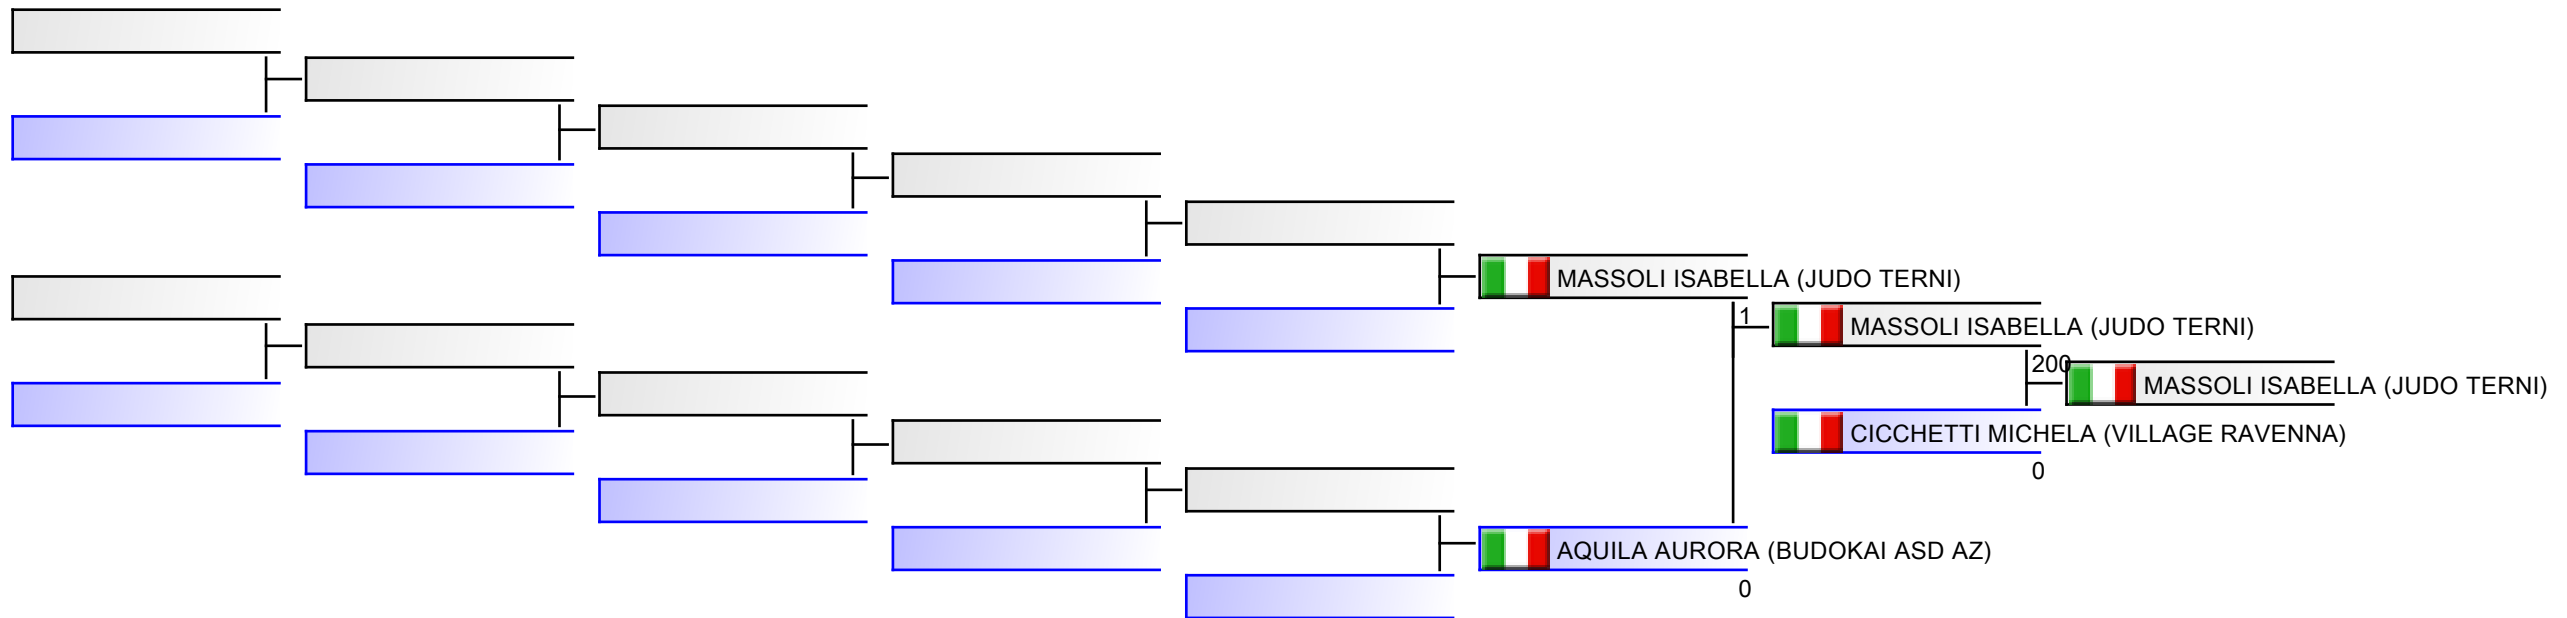 MASSOLI ISABELLA (JUDO TERNI)
1
MASSOLI ISABELLA (JUDO TERNI)
200
MASSOLI ISABELLA (JUDO TERNI)
CICCHETTI MICHELA (VILLAGE RAVENNA)
0
AQUILA AURORA (BUDOKAI ASD AZ)
0